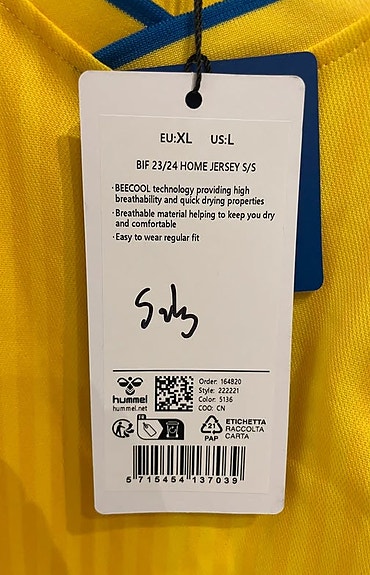 EU:XL US:L
BIF 23/24 HOME JERSEY S/S
·BEECOOL technology providing high
breathability and quick drying properties
·Breathable material helping to keep you dry
and comfortable
·Easy to wear regular fit
hummel
hummel.net
Order: 164820
Style: 222221
Color: 5136
COO: CN
FR
21
PAP
ETICHETTA
RACCOLTA
CARTA
5 715454 137039